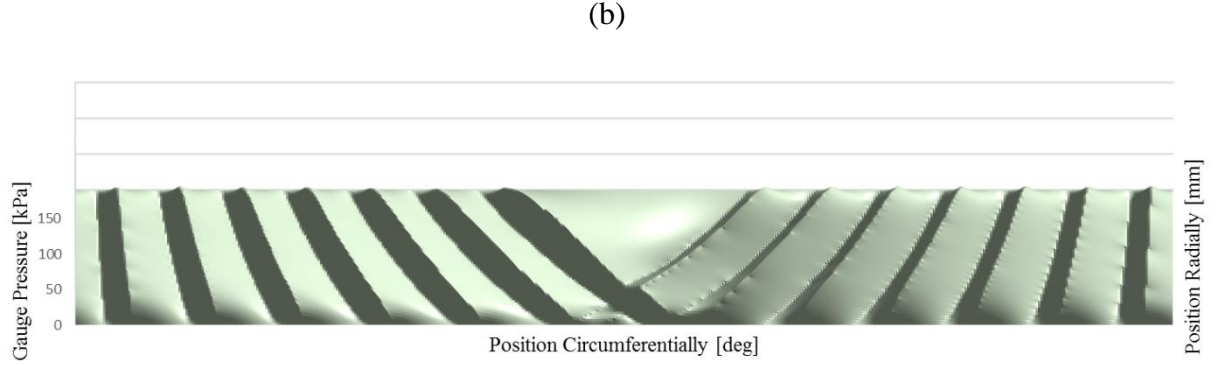 (b)
Gauge Pressure [kPa]
150
100
50
0
Position Circumferentially [deg]
Position Radially [mm]